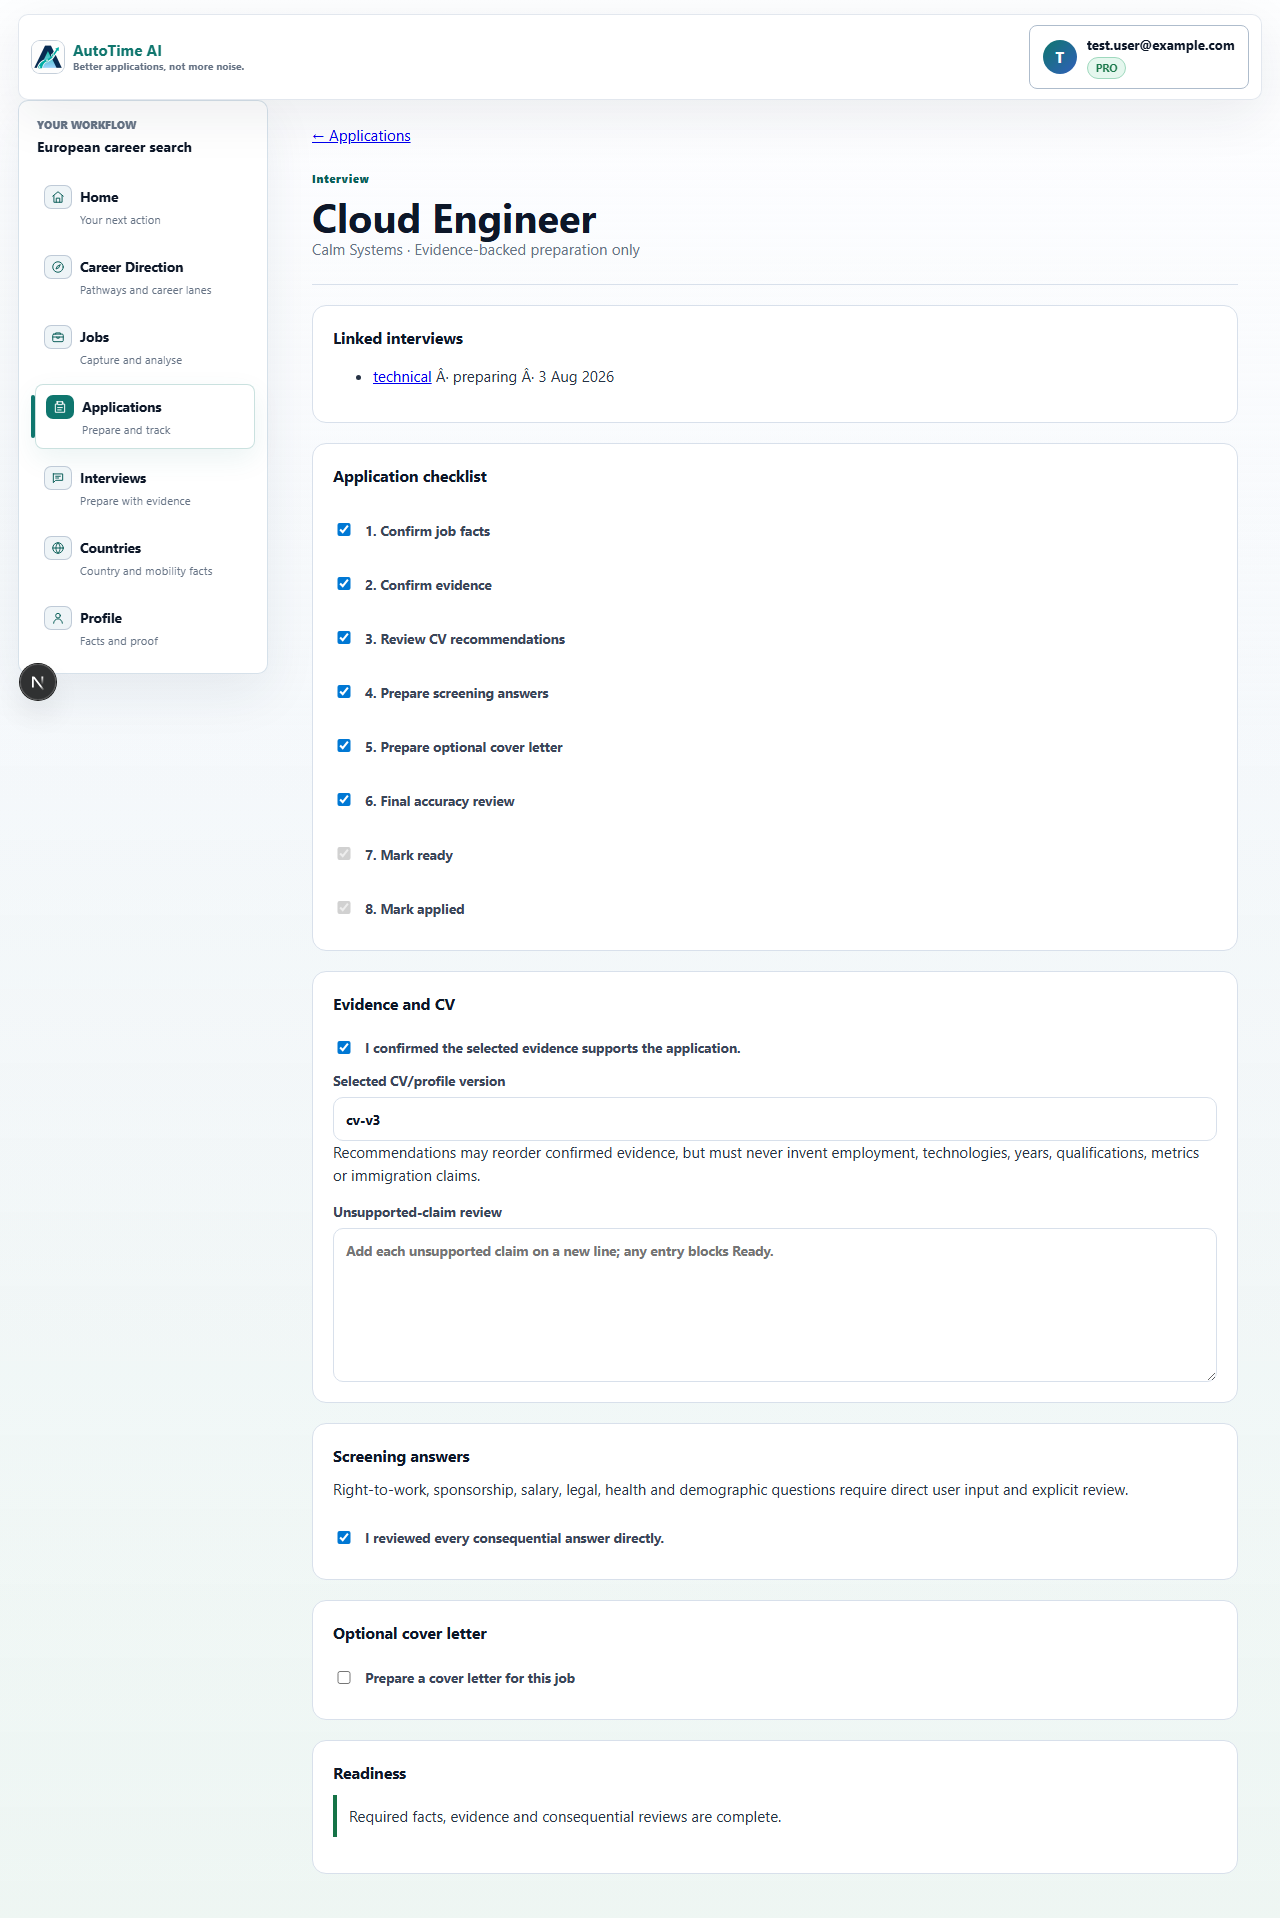 AutoTime AI
Better applications, not more noise.
T
test.user@example.com
PRO
YOUR WORKFLOW
European career search
Home
Your next action
Career Direction
Pathways and career lanes
Jobs
Capture and analyse
Applications
Prepare and track
Interviews
Prepare with evidence
Countries
Country and mobility facts
Profile
Facts and proof
N
← Applications
Interview
Cloud Engineer
Calm Systems · Evidence-backed preparation only
Linked interviews
technical Â· preparing Â· 3 Aug 2026
Application checklist
1. Confirm job facts
2. Confirm evidence
3. Review CV recommendations
4. Prepare screening answers
5. Prepare optional cover letter
6. Final accuracy review
7. Mark ready
8. Mark applied
Evidence and CV
I confirmed the selected evidence supports the application.
Selected CV/profile version
cv-v3
Recommendations may reorder confirmed evidence, but must never invent employment, technologies, years, qualifications, metrics
or immigration claims.
Unsupported-claim review
Add each unsupported claim on a new line; any entry blocks Ready.
Screening answers
Right-to-work, sponsorship, salary, legal, health and demographic questions require direct user input and explicit review.
I reviewed every consequential answer directly.
Optional cover letter
Prepare a cover letter for this job
Readiness
Required facts, evidence and consequential reviews are complete.